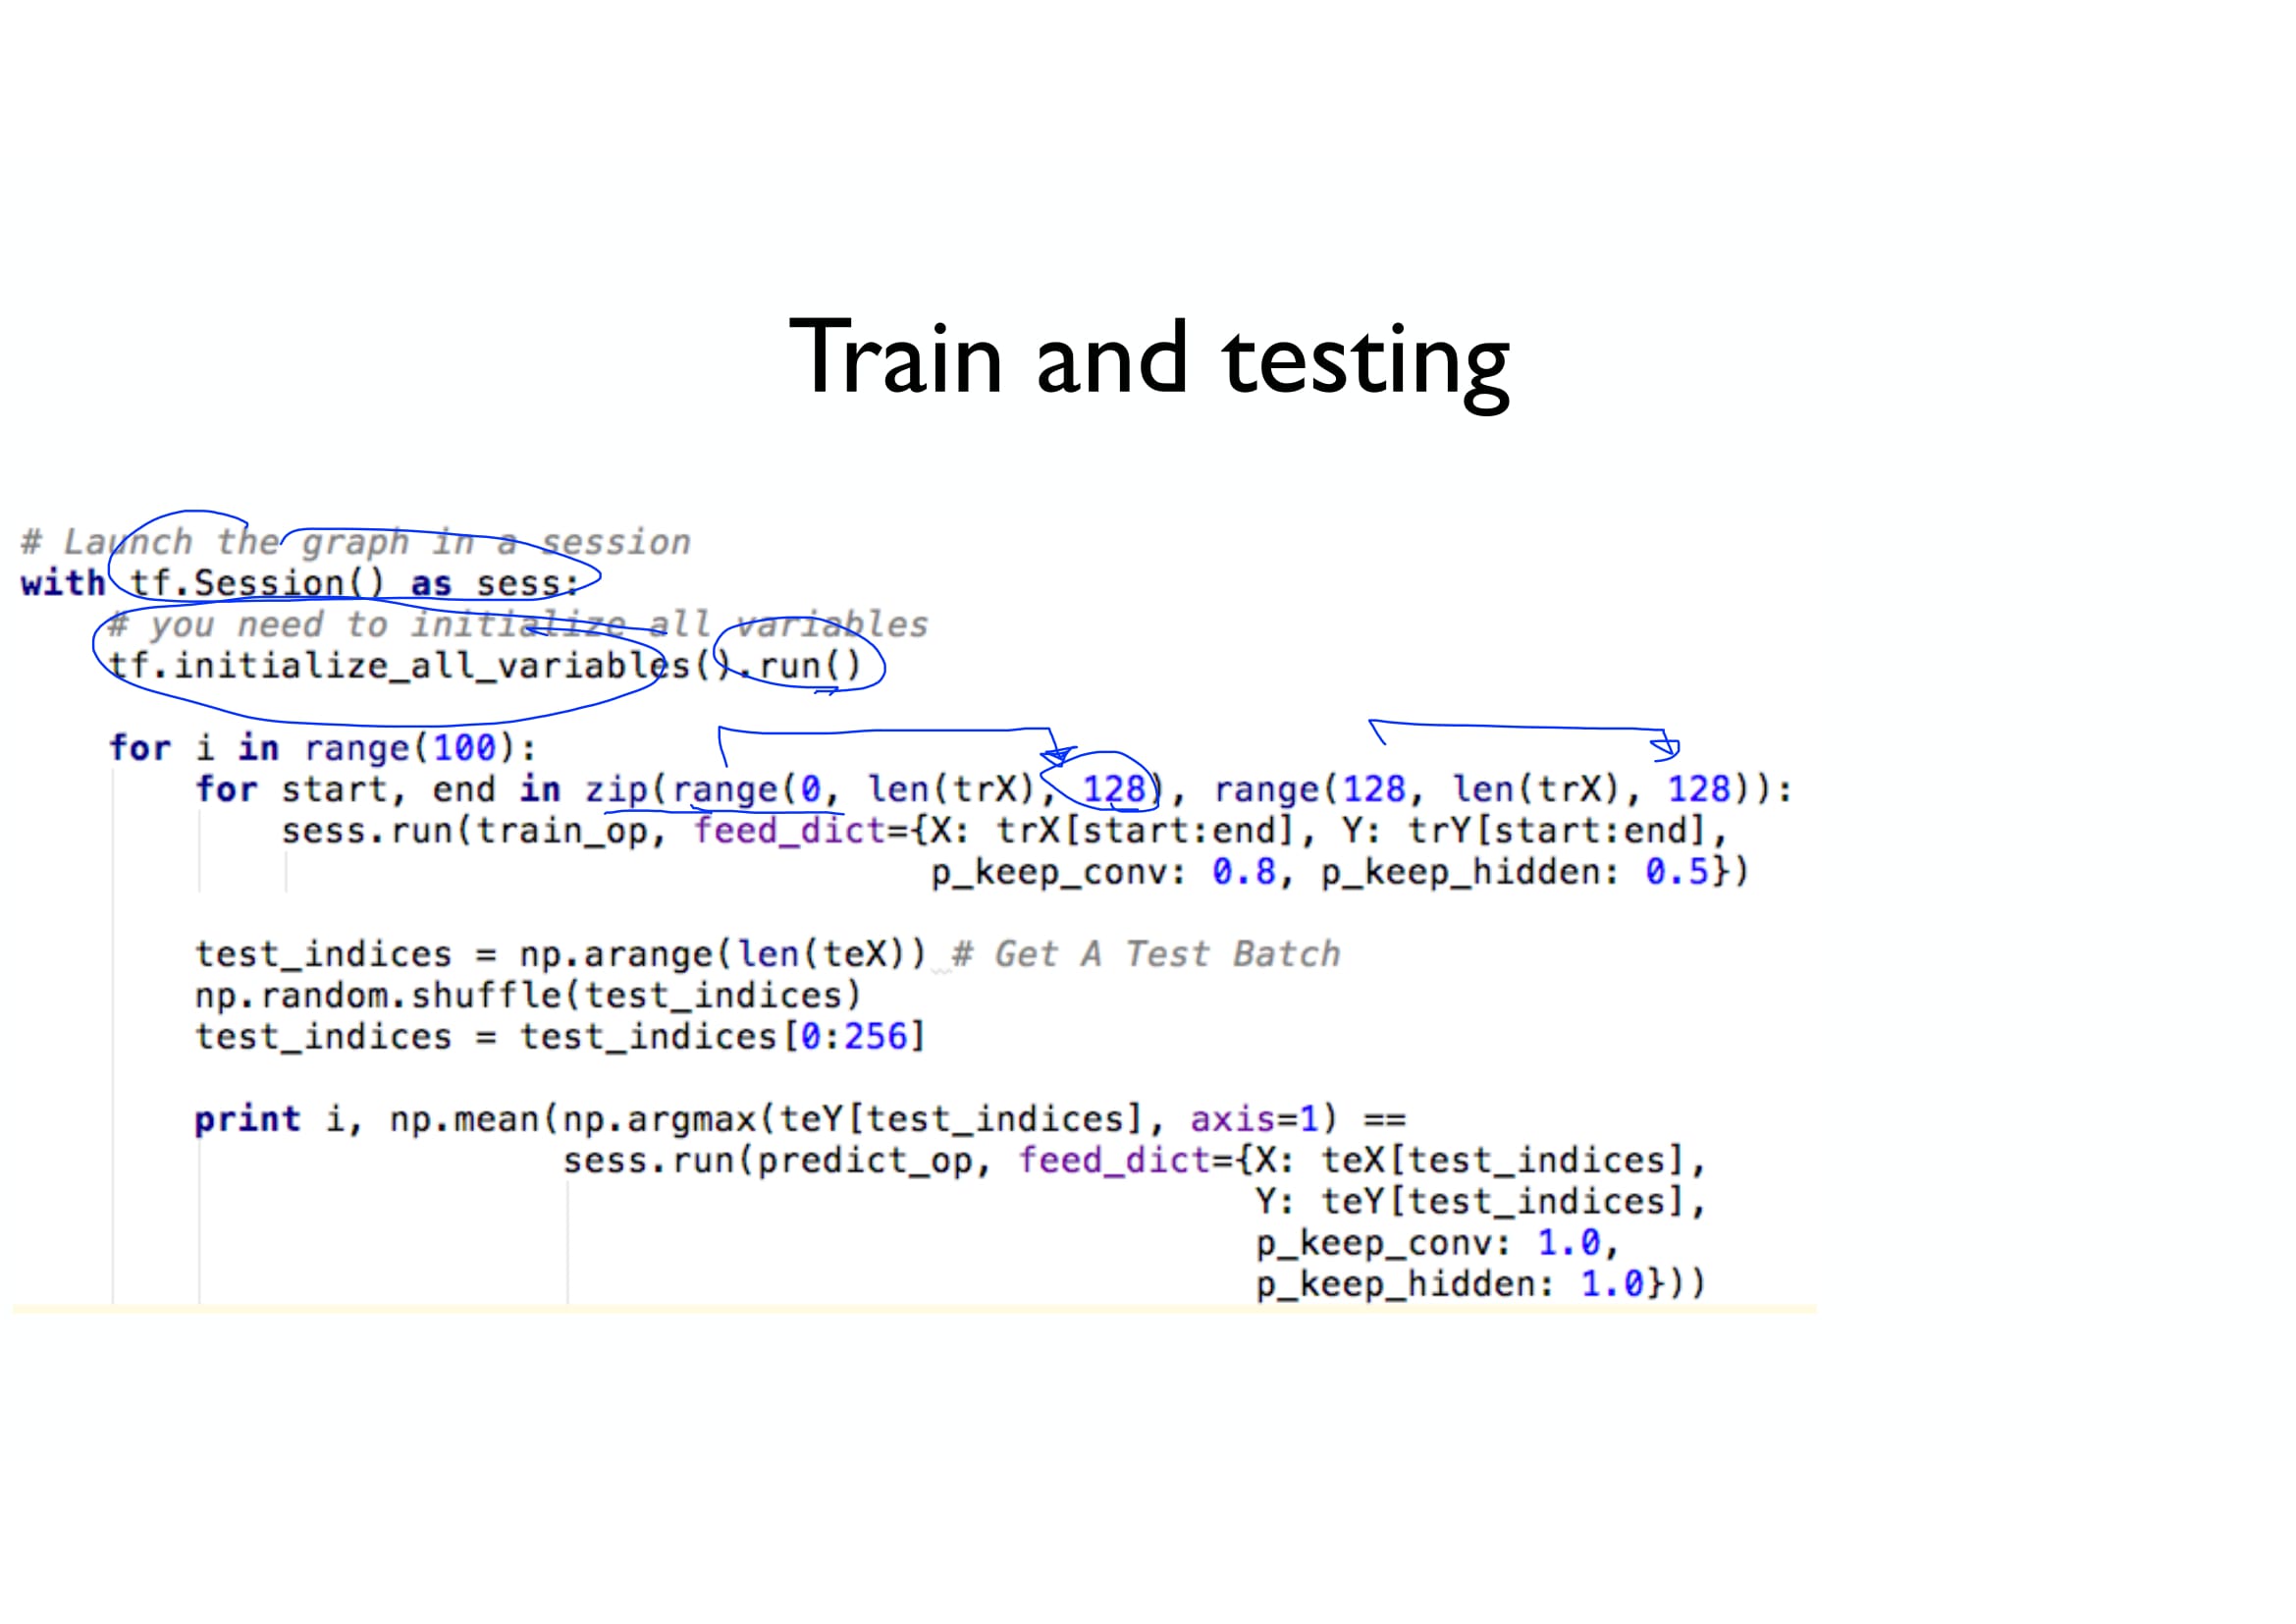 Train and testing
# Launch the graph in a session
with tf.Session() as sess:
    # you need to initialize all variables
    tf.initialize_all_variables().run()
    for i in range(100):
        for start, end in zip(range(0, len(trX), 128), range(128, len(trX), 128)):
            sess.run(train_op, feed_dict={X: trX[start:end], Y: trY[start:end],
                                          p_keep_conv: 0.8, p_keep_hidden: 0.5})
        test_indices = np.arange(len(teX)) # Get A Test Batch
        np.random.shuffle(test_indices)
        test_indices = test_indices[0:256]
        print i, np.mean(np.argmax(teY[test_indices], axis=1) ==
                         sess.run(predict_op, feed_dict={X: teX[test_indices],
                                                         Y: teY[test_indices],
                                                         p_keep_conv: 1.0,
                                                         p_keep_hidden: 1.0}))